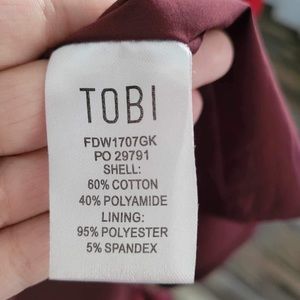 TOBI
FDW1707GK
PO 29791
SHELL:
60% COTTON
40% POLYAMIDE
LINING:
95% POLYESTER
5% SPANDEX